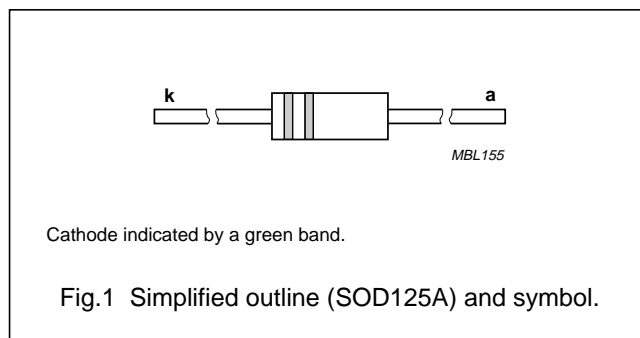 k
a
MBL155
Cathode indicated by a green band.
Fig.1 Simplified outline (SOD125A) and symbol.